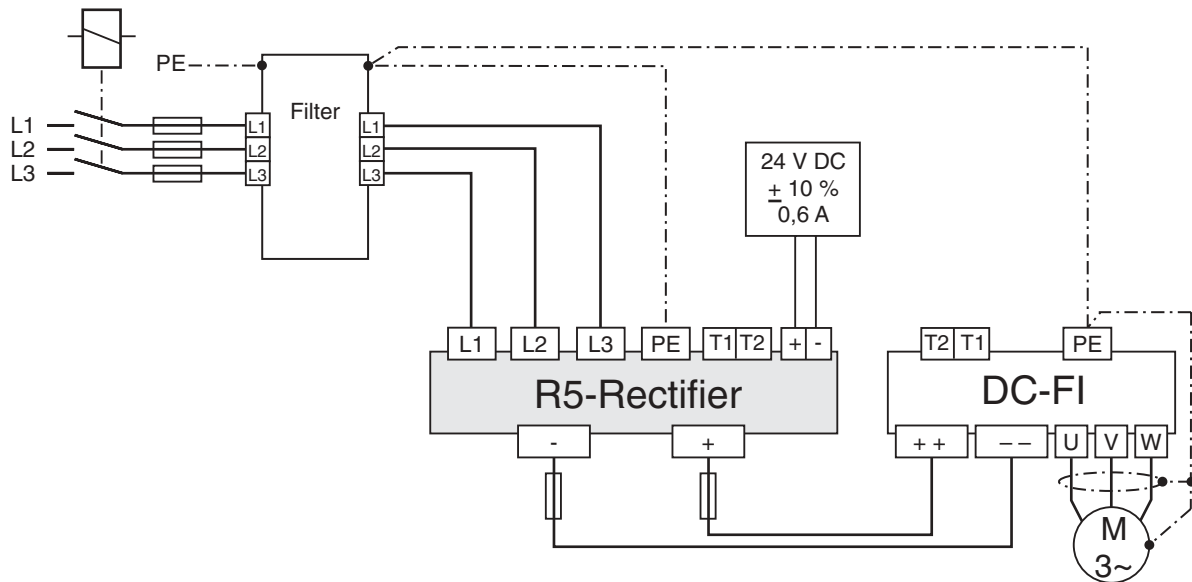 PE
Filter
L1
L2
L3
L1
L2
L3
L1
L2
L3
24 V DC
± 10 %
0,6 A
L1 L2 L3 PE T1 T2 + -
R5-Rectifier
- +
T2 T1 PE
DC-FI
+ + – – U V W
M
3~